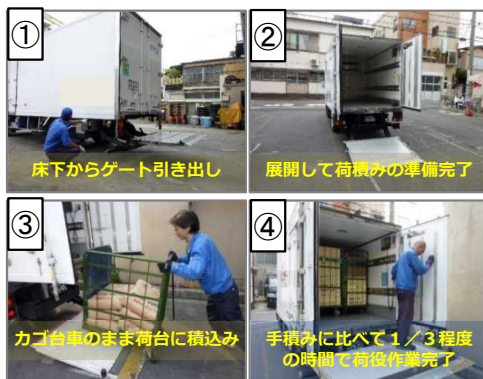 ①
床下からゲート引き出し
②
展開して荷積みの準備完了
③
カゴ台車のまま荷台に積込み
④
手積みに比べて１／３程度
の時間で荷役作業完了